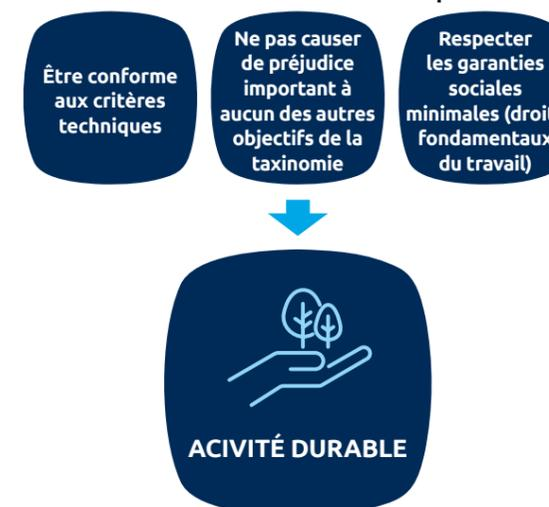 Être conforme
aux critères
techniques
Ne pas causer
de préjudice
important à
aucun des autres
objectifs de la
taxinomie
Respecter
les garanties
sociales
minimales (droit
fondamentaux
du travail)
ACIVITÉ DURABLE